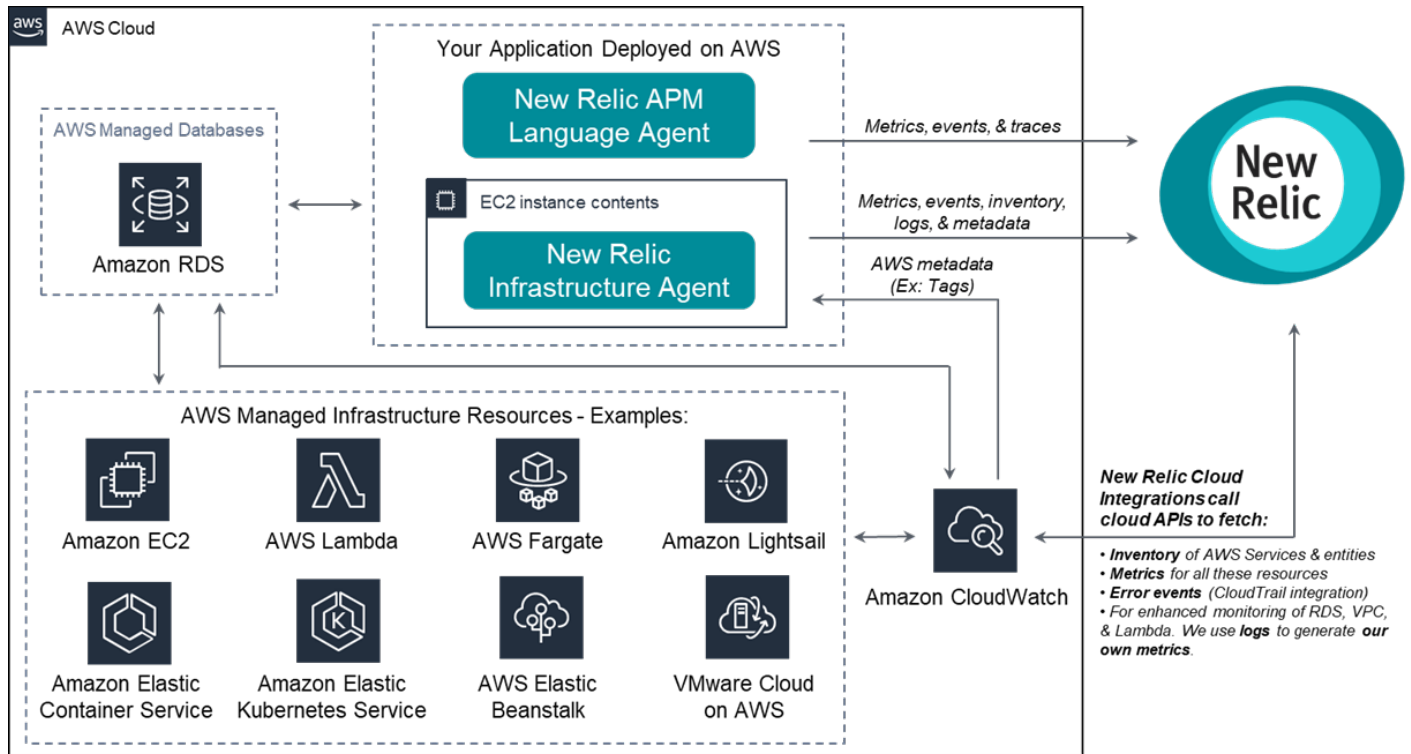 aws
AWS Cloud
Your Application Deployed on AWS
New Relic APM
Language Agent
AWS Managed Databases
Amazon RDS
EC2 instance contents
New Relic
Infrastructure Agent
Metrics, events, & traces
Metrics, events, inventory,
logs, & metadata
AWS metadata
(Ex: Tags)
New
Relic
AWS Managed Infrastructure Resources - Examples:
Amazon EC2
AWS Lambda
AWS Fargate
Amazon Lightsail
Amazon Elastic
Container Service
K
Amazon Elastic
Kubernetes Service
AWS Elastic
Beanstalk
VMware Cloud
on AWS
Amazon CloudWatch
New Relic Cloud
Integrations call
cloud APIs to fetch:
• Inventory of AWS Services & entities
• Metrics for all these resources
• Error events (CloudTrail integration)
• For enhanced monitoring of RDS, VPC,
& Lambda. We use logs to generate our
own metrics.